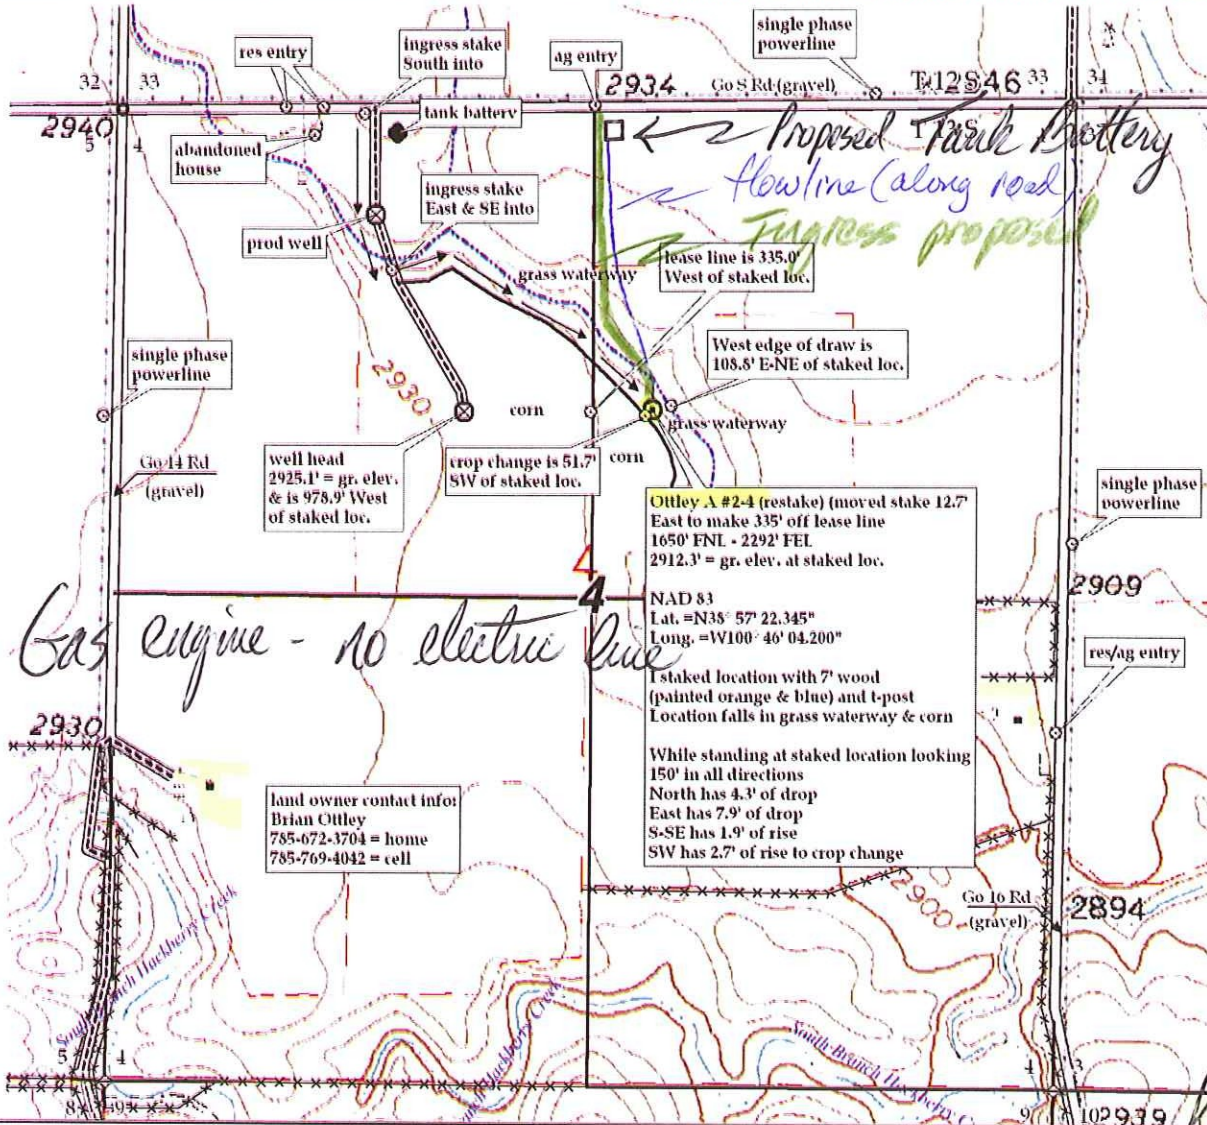 single phase
powerline
ingress stake
South into
res entry
ag entry
32 33
2934
Go S Rd (gravel)
33 34
2940
5 4
tank battery
Proposed Tank Battery
abandoned
house
flowline (along road)
ingress stake
East & SE into
Ingress proposed
prod well
lease line is 335.0'
West of staked loc.
grass waterway
West edge of draw is
108.8' E-NE of staked loc.
single phase
powerline
2930
corn
grass waterway
well head
2925.1' = gr. elev.
& is 978.9' West
of staked loc.
crop change is 51.7'
SW of staked loc.
corn
Go 14 Rd
(gravel)
single phase
powerline
Ottley A #2-4 (restake) (moved stake 12.7'
East to make 335' off lease line
1650' FNL - 2292' FEL
2912.3' = gr. elev. at staked loc.
NAD 83
Lat. =N38° 57' 22.345"
Long. =W100° 46' 04.200"
I staked location with 7' wood
(painted orange & blue) and t-post
Location falls in grass waterway & corn
While standing at staked location looking
150' in all directions
North has 4.3' of drop
East has 7.9' of drop
S-SE has 1.9' of rise
SW has 2.7' of rise to crop change
4
4
2909
Gas engine - no electric line
res/ag entry
2930
land owner contact info:
Brian Ottley
785-672-3704 = home
785-769-4042 = cell
2900
Go 16 Rd
(gravel)
2894
South Branch Hackberry Creek
Hackberry Creek
South Branch Hackberry C
5 4
4 3
8 9
9 10
2939